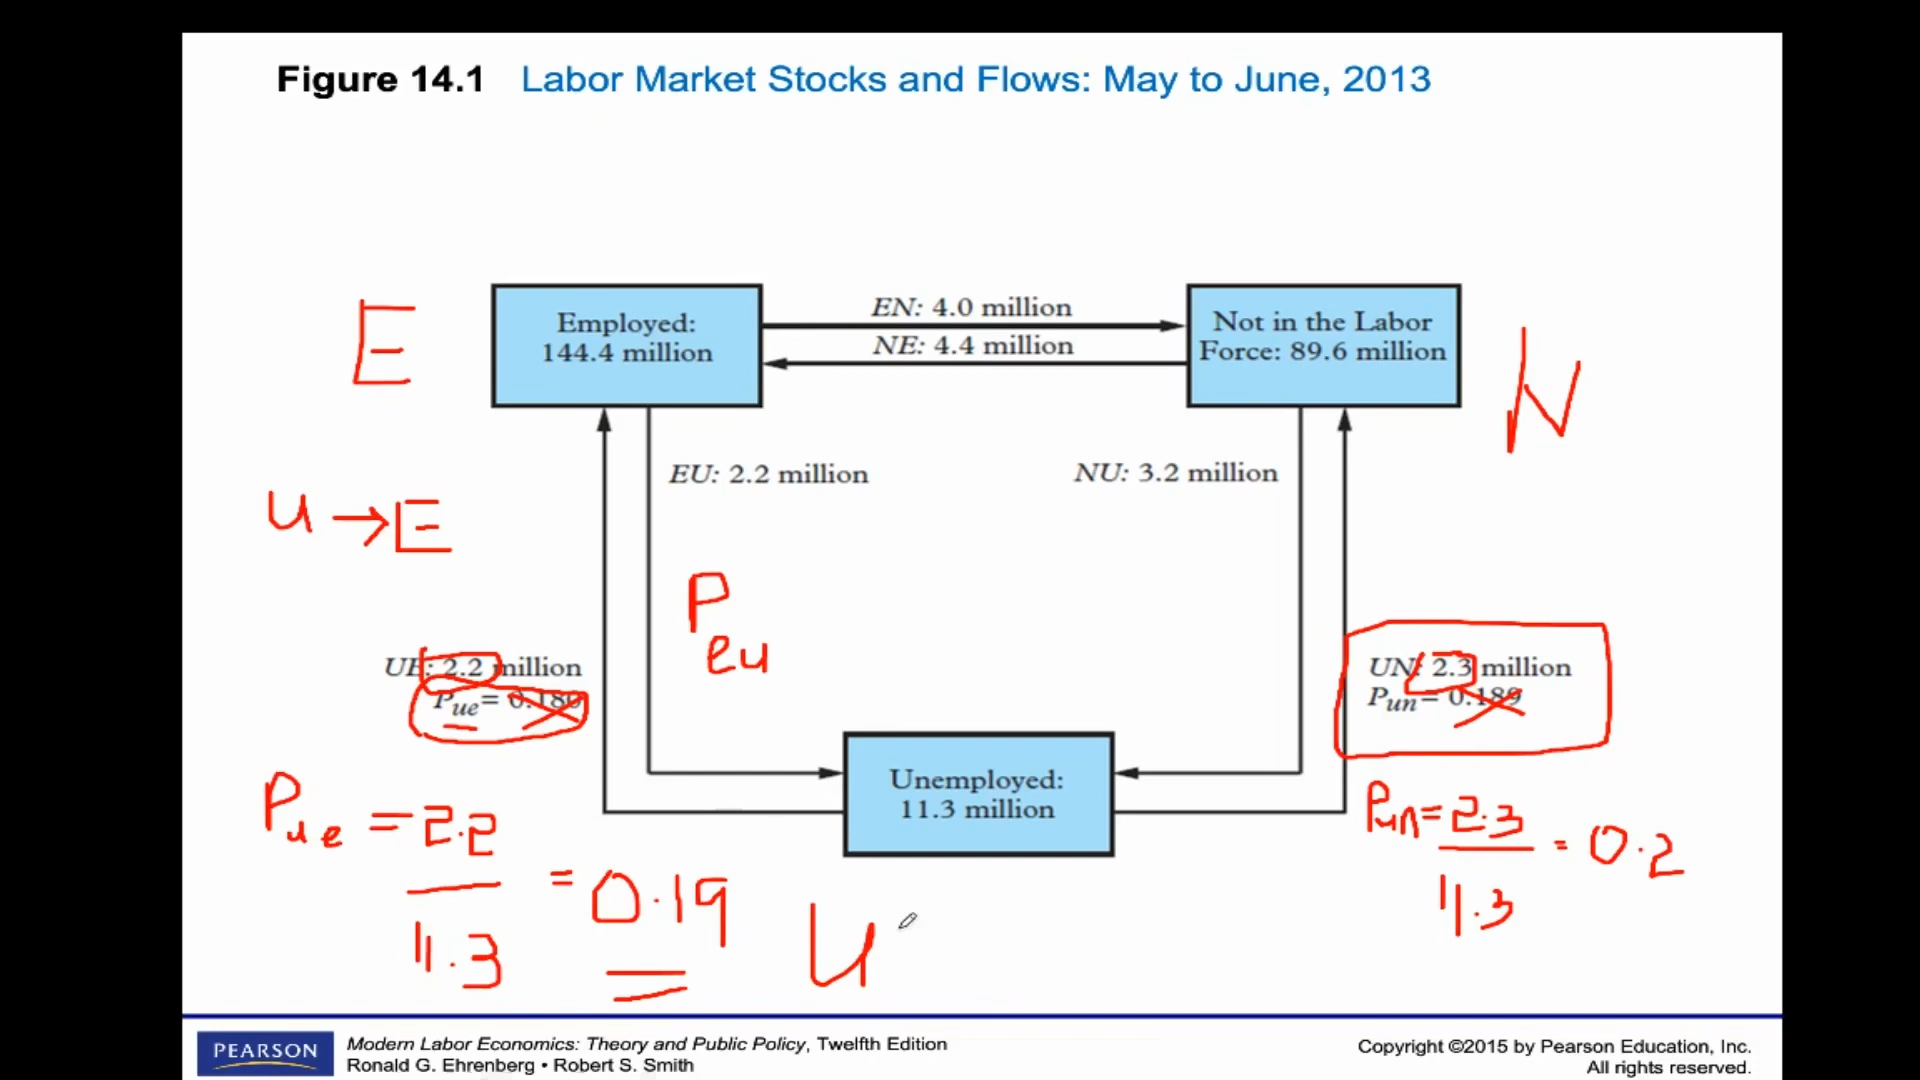 Figure 14.1 Labor Market Stocks and Flows: May to June, 2013
E
Employed:
144.4 million
EN: 4.0 million
NE: 4.4 million
Not in the Labor
Force: 89.6 million
N
EU: 2.2 million
NU: 3.2 million
u → E
P
eu
UE: 2.2 million
Pue = 0.180
UN: 2.3 million
Pun = 0.189
Unemployed:
11.3 million
Pue = 2.2
11.3
= 0.19
U
Pun = 2.3
11.3
= 0.2
PEARSON
Modern Labor Economics: Theory and Public Policy, Twelfth Edition
Ronald G. Ehrenberg • Robert S. Smith
Copyright ©2015 by Pearson Education, Inc.
All rights reserved.